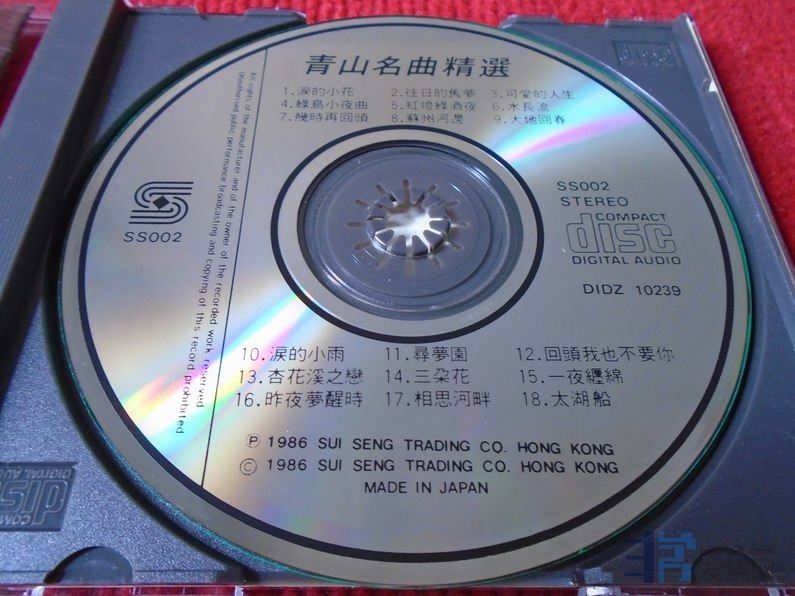 青山名曲精選
1.淚的小花 2.往日的舊夢 3.可愛的人生
4.綠島小夜曲 5.紅燈綠酒夜 6.水長流
7.幾時再回頭 8.蘇州河邊 9.大地回春
All rights of the manufacturer and of the owner of the recorded work reserved
Unauthorised public performance broadcasting and copying of this record prohibited
SS002
SS002
STEREO
COMPACT
disc
DIGITAL AUDIO
DIDZ 10239
10.淚的小雨 11.尋夢園 12.回頭我也不要你
13.杏花溪之戀 14.三朵花 15.一夜纏綿
16.昨夜夢醒時 17.相思河畔 18.太湖船
Ⓟ 1986 SUI SENG TRADING CO. HONG KONG
© 1986 SUI SENG TRADING CO. HONG KONG
MADE IN JAPAN
COMPACT
disc
DIGITAL AUDIO